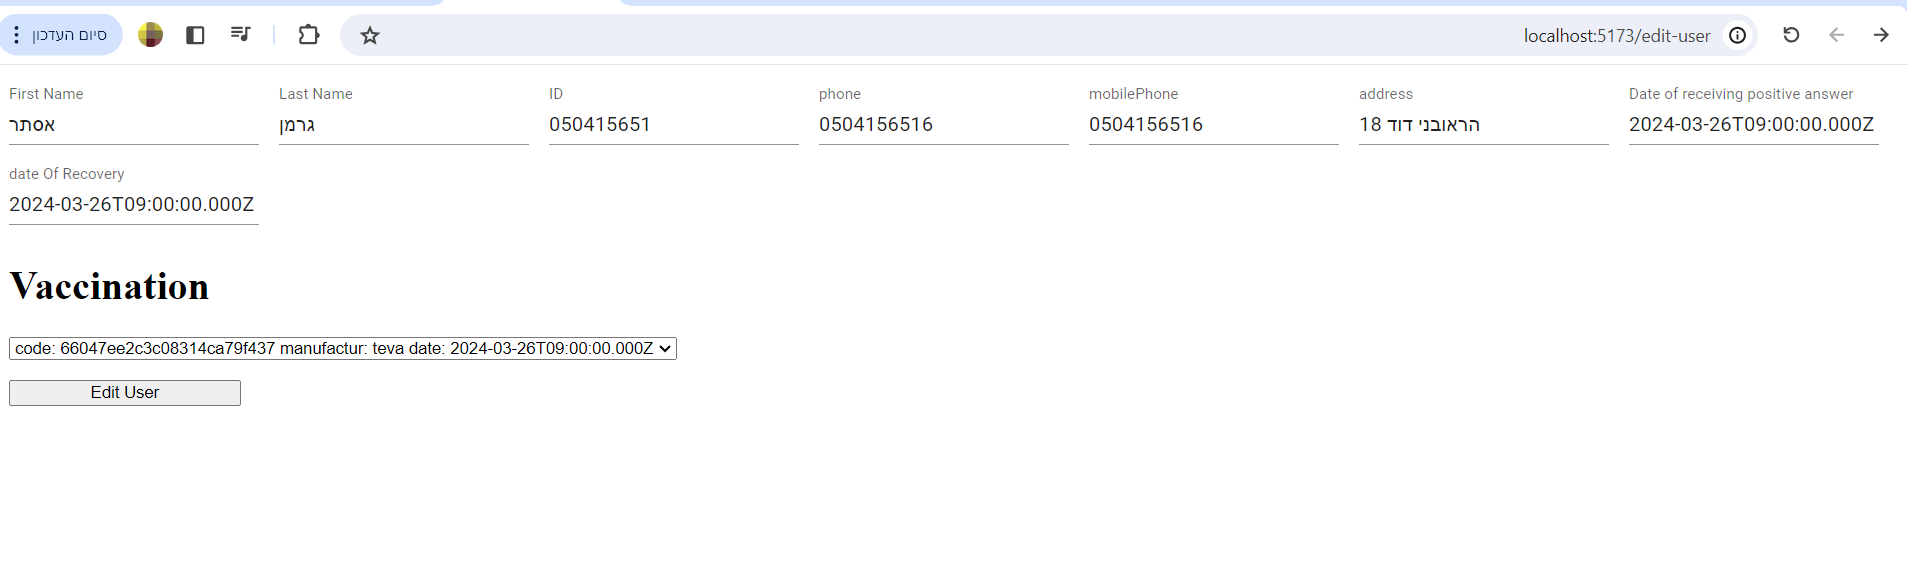 סיום העדכון
localhost:5173/edit-user
First Name
Last Name
ID
phone
mobilePhone
address
Date of receiving positive answer
אסתר
גרמן
050415651
0504156516
0504156516
הראובני דוד 18
2024-03-26T09:00:00.000Z
date Of Recovery
2024-03-26T09:00:00.000Z
Vaccination
code: 66047ee2c3c08314ca79f437 manufactur: teva date: 2024-03-26T09:00:00.000Z
Edit User